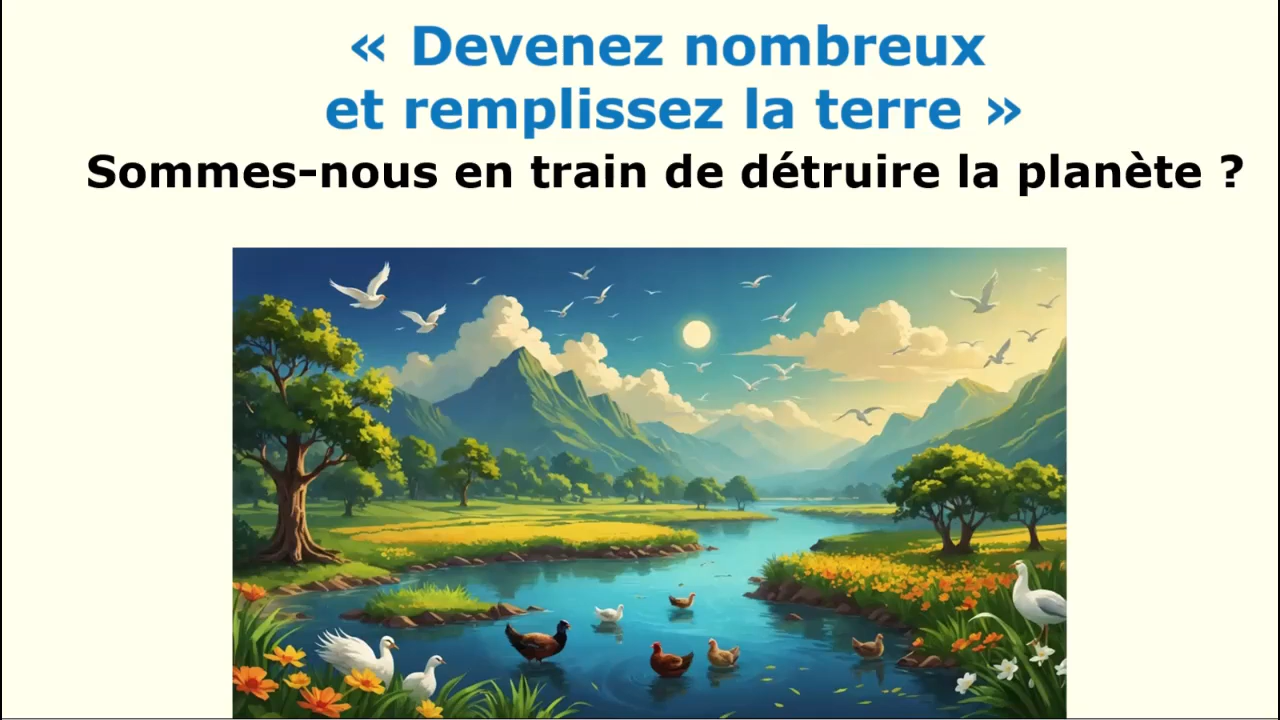 « Devenez nombreux
et remplissez la terre »
Sommes-nous en train de détruire la planète ?